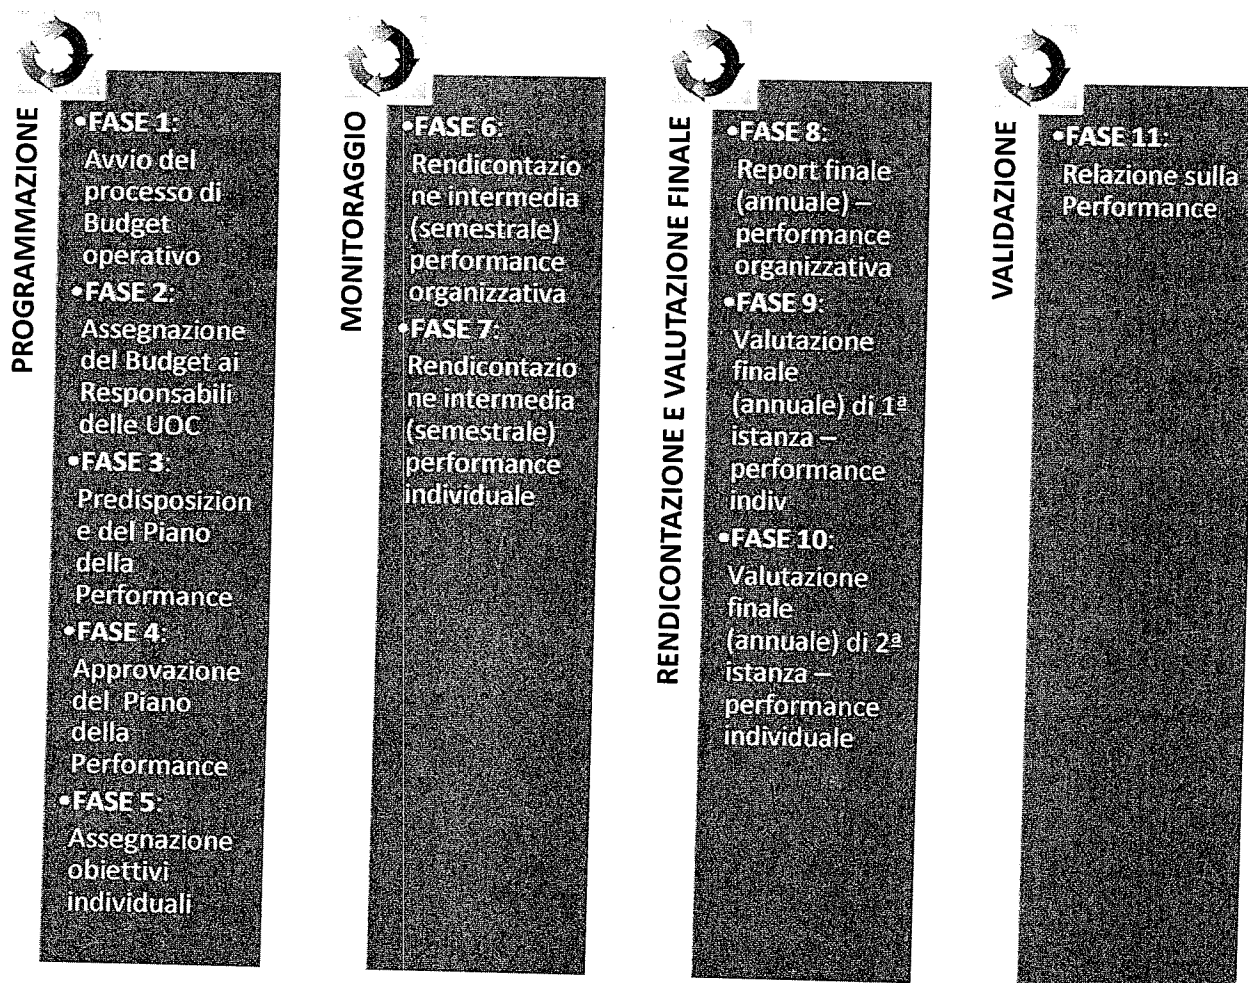 PROGRAMMAZIONE
•FASE 1:
Avvio del
processo di
Budget
operativo
•FASE 2:
Assegnazione
del Budget ai
Responsabili
delle UOC
•FASE 3:
Predisposizion
e del Piano
della
Performance
•FASE 4:
Approvazione
del Piano
della
Performance
•FASE 5:
Assegnazione
obiettivi
individuali
MONITORAGGIO
•FASE 6:
Rendicontazio
ne intermedia
(semestrale)
performance
organizzativa
•FASE 7:
Rendicontazio
ne intermedia
(semestrale)
performance
individuale
RENDICONTAZIONE E VALUTAZIONE FINALE
•FASE 8:
Report finale
(annuale) –
performance
organizzativa
•FASE 9:
Valutazione
finale
(annuale) di 1ª
istanza –
performance
indiv
•FASE 10:
Valutazione
finale
(annuale) di 2ª
istanza –
performance
individuale
VALIDAZIONE
•FASE 11:
Relazione sulla
Performance